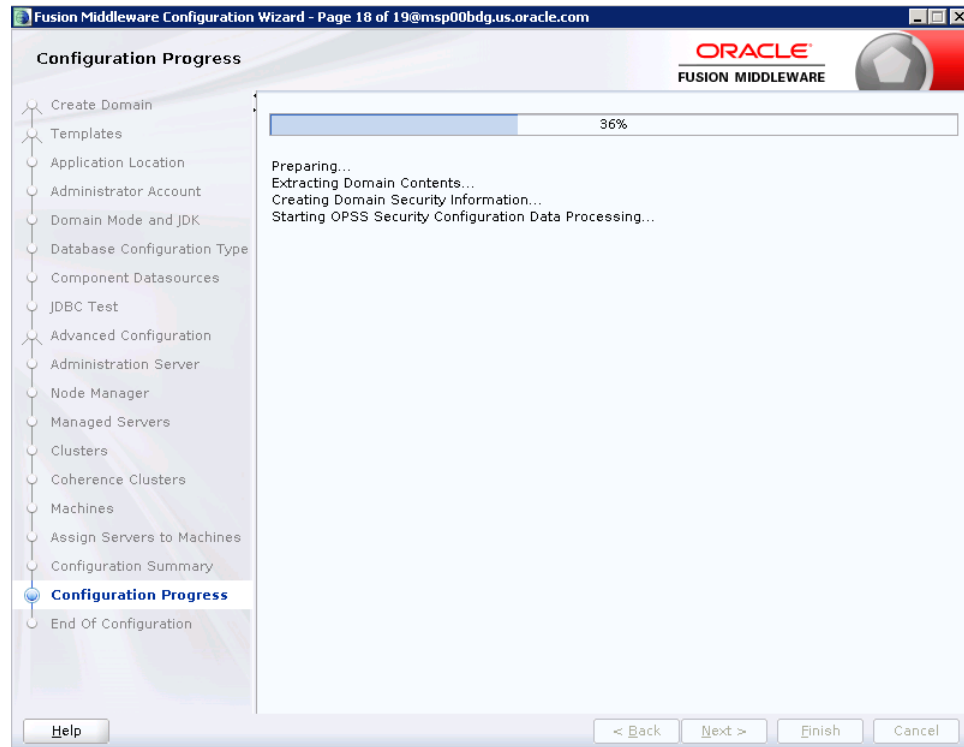 Fusion Middleware Configuration Wizard - Page 18 of 19@msp00bdg.us.oracle.com
Configuration Progress
ORACLE
FUSION MIDDLEWARE
Create Domain
Templates
Application Location
Administrator Account
Domain Mode and JDK
Database Configuration Type
Component Datasources
JDBC Test
Advanced Configuration
Administration Server
Node Manager
Managed Servers
Clusters
Coherence Clusters
Machines
Assign Servers to Machines
Configuration Summary
Configuration Progress
End Of Configuration
36%
Preparing...
Extracting Domain Contents...
Creating Domain Security Information...
Starting OPSS Security Configuration Data Processing...
Help
< Back Next > Finish Cancel